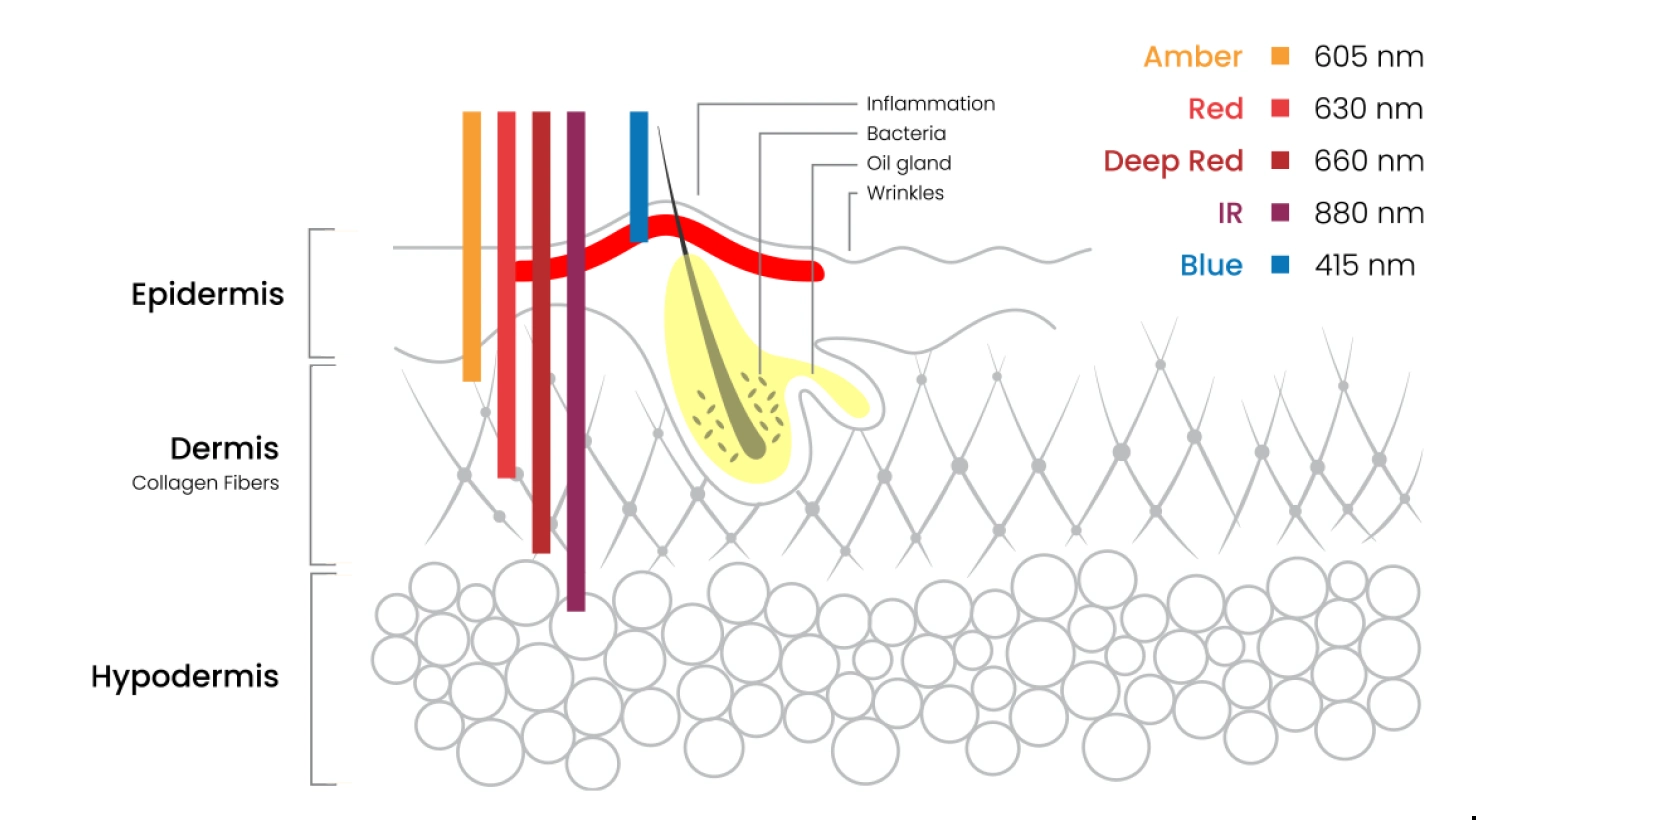 Amber 605 nm
Red 630 nm
Deep Red 660 nm
IR 880 nm
Blue 415 nm
Inflammation
Bacteria
Oil gland
Wrinkles
Epidermis
Dermis
Collagen Fibers
Hypodermis